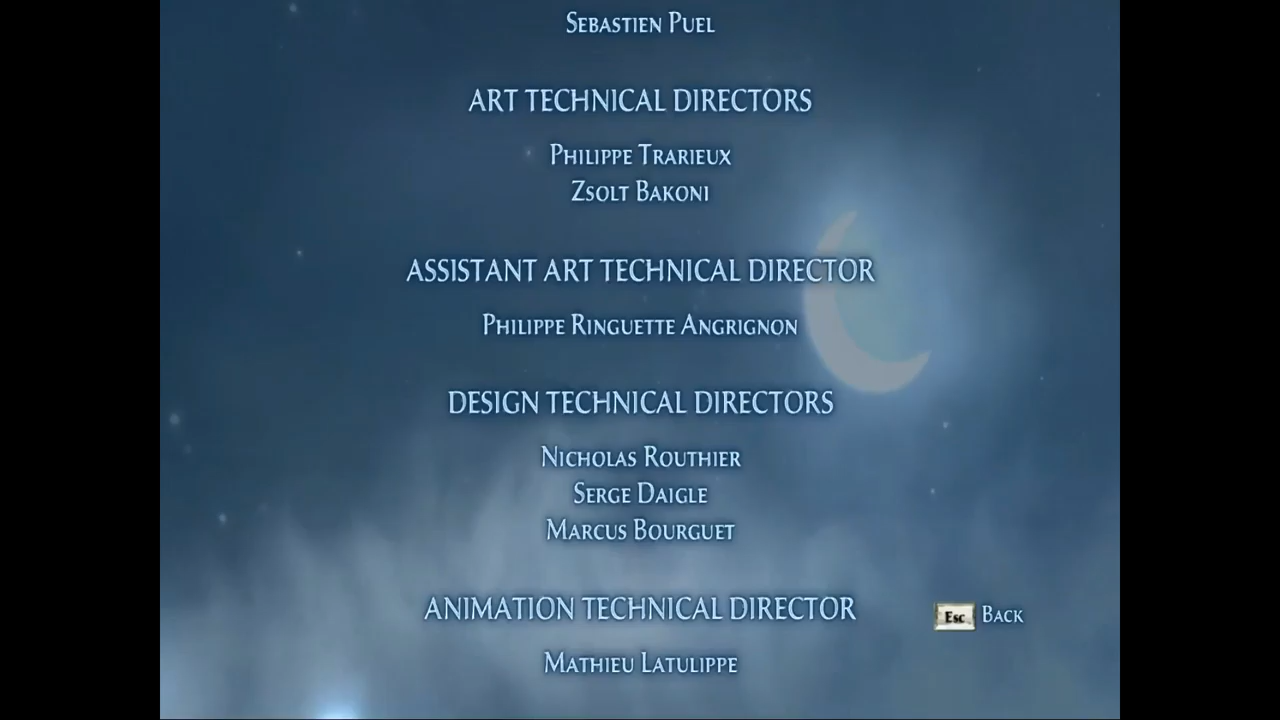 Sebastien Puel
ART TECHNICAL DIRECTORS
Philippe Trarieux
Zsolt Bakoni
ASSISTANT ART TECHNICAL DIRECTOR
Philippe Ringuette Angrignon
DESIGN TECHNICAL DIRECTORS
Nicholas Routhier
Serge Daigle
Marcus Bourguet
ANIMATION TECHNICAL DIRECTOR
Esc Back
Mathieu Latulippe